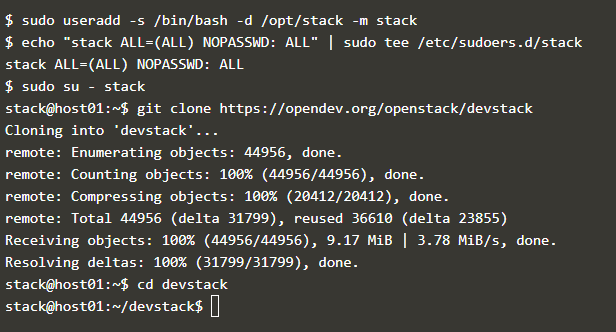 $ sudo useradd -s /bin/bash -d /opt/stack -m stack
$ echo "stack ALL=(ALL) NOPASSWD: ALL" | sudo tee /etc/sudoers.d/stack
stack ALL=(ALL) NOPASSWD: ALL
$ sudo su - stack
stack@host01:~$ git clone https://opendev.org/openstack/devstack
Cloning into 'devstack'...
remote: Enumerating objects: 44956, done.
remote: Counting objects: 100% (44956/44956), done.
remote: Compressing objects: 100% (20412/20412), done.
remote: Total 44956 (delta 31799), reused 36610 (delta 23855)
Receiving objects: 100% (44956/44956), 9.17 MiB | 3.78 MiB/s, done.
Resolving deltas: 100% (31799/31799), done.
stack@host01:~$ cd devstack
stack@host01:~/devstack$